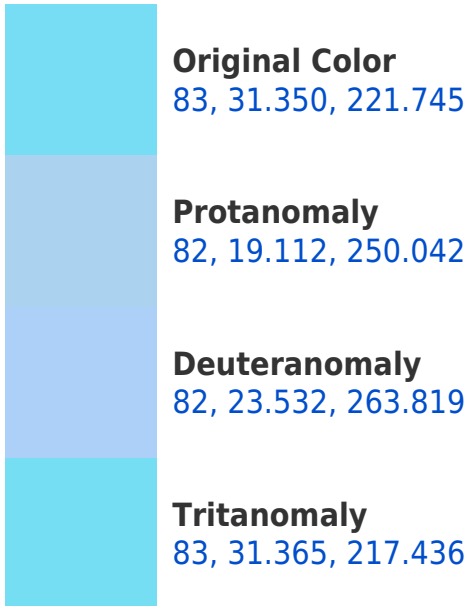 Original Color
83, 31.350, 221.745
Protanomaly
82, 19.112, 250.042
Deuteranomaly
82, 23.532, 263.819
Tritanomaly
83, 31.365, 217.436